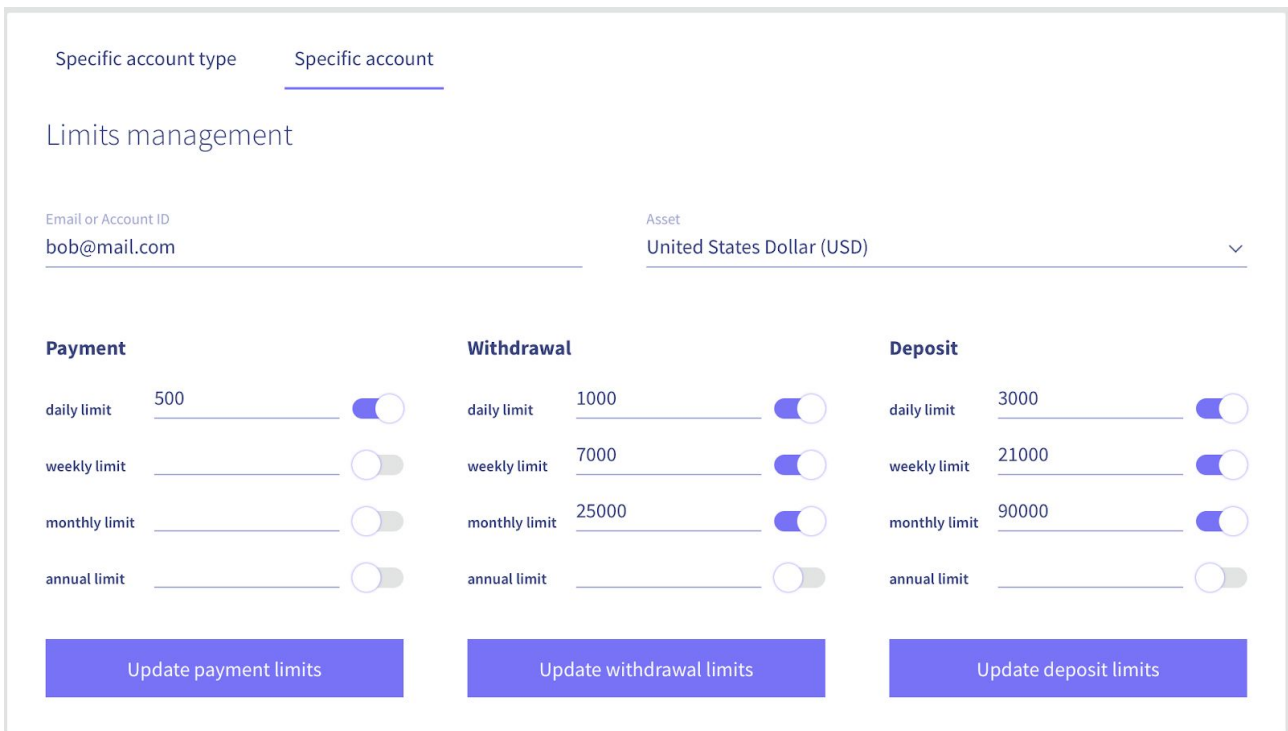 Specific account type Specific account
Limits management
Email or Account ID Asset
bob@mail.com United States Dollar (USD)
Payment Withdrawal Deposit
daily limit 500 daily limit 1000 daily limit 3000
weekly limit weekly limit 7000 weekly limit 21000
monthly limit monthly limit 25000 monthly limit 90000
annual limit annual limit annual limit
Update payment limits Update withdrawal limits Update deposit limits